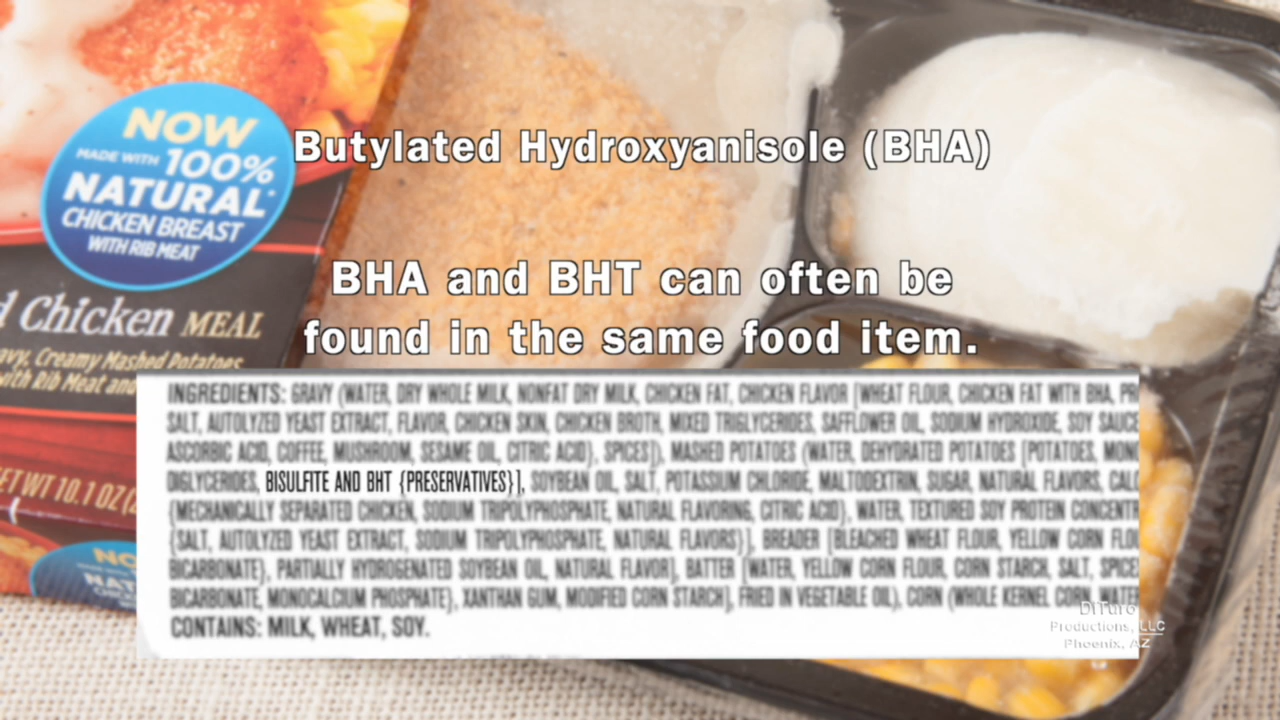 Butylated Hydroxyanisole (BHA)
BHA and BHT can often be
found in the same food item.
NOW
MADE WITH 100%
NATURAL*
CHICKEN BREAST
WITH RIB MEAT
d Chicken MEAL
avy, Creamy Mashed Potatoes
with Rib Meat and
ET WT 10.1 OZ
NO
INGREDIENTS: GRAVY (WATER, DRY WHOLE MILK, NONFAT DRY MILK, CHICKEN FAT, CHICKEN FLAVOR [WHEAT FLOUR, CHICKEN FAT WITH BHA, PR
SALT, AUTOLYZED YEAST EXTRACT, FLAVOR, CHICKEN SKIN, CHICKEN BROTH, MIXED TRIGLYCERIDES, SAFFLOWER OIL, SODIUM HYDROXIDE, SOY SAUCE
ASCORBIC ACID, COFFEE, MUSHROOM, SESAME OIL, CITRIC ACID}, SPICES]), MASHED POTATOES (WATER, DEHYDRATED POTATOES [POTATOES, MON
DIGLYCERIDES, BISULFITE AND BHT {PRESERVATIVES}], SOYBEAN OIL, SALT, POTASSIUM CHLORIDE, MALTODEXTRIN, SUGAR, NATURAL FLAVORS, CALC
{MECHANICALLY SEPARATED CHICKEN, SODIUM TRIPOLYPHOSPHATE, NATURAL FLAVORING, CITRIC ACID}, WATER, TEXTURED SOY PROTEIN CONCENTR
{SALT, AUTOLYZED YEAST EXTRACT, SODIUM TRIPOLYPHOSPHATE, NATURAL FLAVORS}], BREADER [BLEACHED WHEAT FLOUR, YELLOW CORN FLOU
BICARBONATE}, PARTIALLY HYDROGENATED SOYBEAN OIL, NATURAL FLAVOR], BATTER [WATER, YELLOW CORN FLOUR, CORN STARCH, SALT, SPICE
BICARBONATE, MONOCALCIUM PHOSPHATE}, XANTHAN GUM, MODIFIED CORN STARCH], FRIED IN VEGETABLE OIL), CORN (WHOLE KERNEL CORN, WATER
CONTAINS: MILK, WHEAT, SOY.
DiTuro
Productions, LLC
Phoenix, AZ